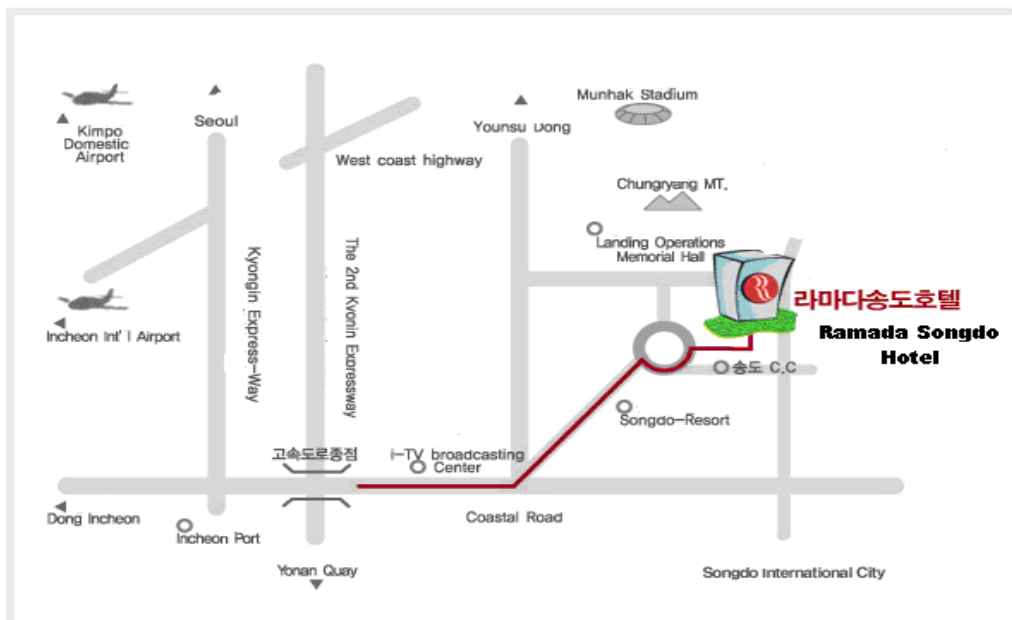 Munhak Stadium
Seoul
Younsu Dong
Kimpo
Domestic
Airport
West coast highway
Chungryang MT.
Landing Operations
Memorial Hall
Kyongin Express-Way
The 2nd Kvonin Expressway
라마다송도호텔
Ramada Songdo
Hotel
Incheon Int'l Airport
송도 C.C
Songdo-Resort
고속도로종점
i-TV broadcasting
Center
Dong Incheon
Coastal Road
Incheon Port
Yonan Quay
Songdo International City